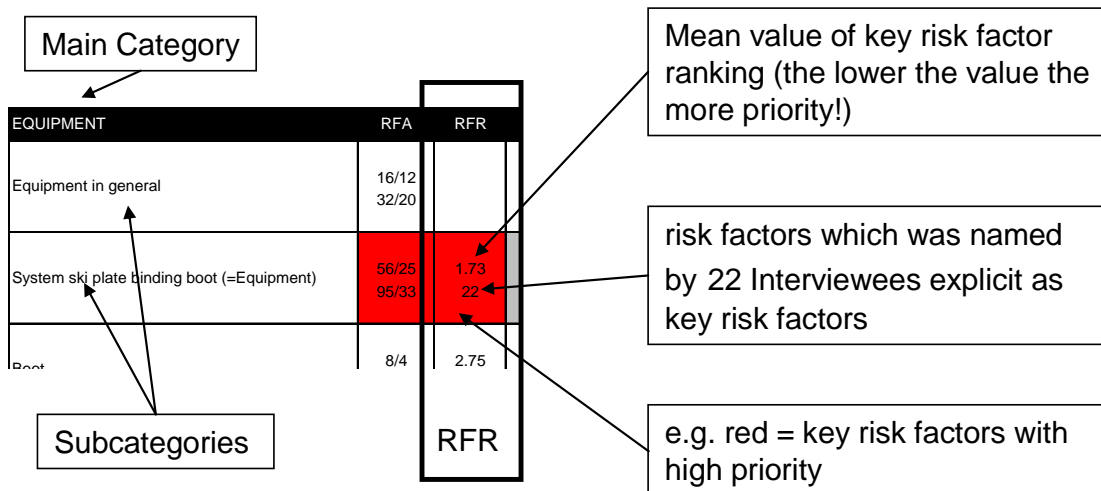 Main Category
Mean value of key risk factor
ranking (the lower the value the
more priority!)
EQUIPMENT RFA RFR
Equipment in general
16/12
32/20
System ski plate binding boot (=Equipment)
56/25 1.73
95/33 22
risk factors which was named
by 22 Interviewees explicit as
key risk factors
Boot 8/4 2.75
Subcategories
RFR
e.g. red = key risk factors with
high priority